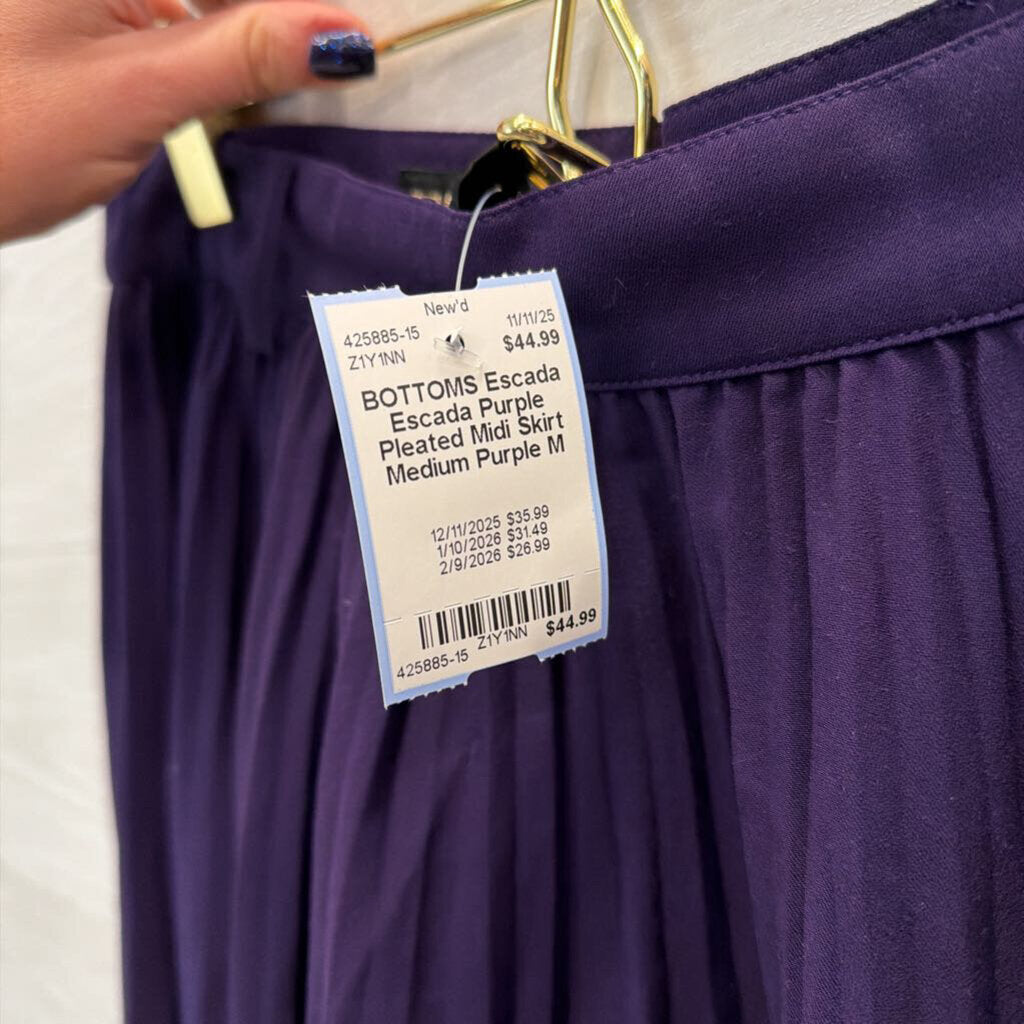 New'd
425885-15 11/11/25
Z1Y1NN $44.99
BOTTOMS Escada
Escada Purple
Pleated Midi Skirt
Medium Purple M
12/11/2025 $35.99
1/10/2026 $31.49
2/9/2026 $26.99
Z1Y1NN $44.99
425885-15